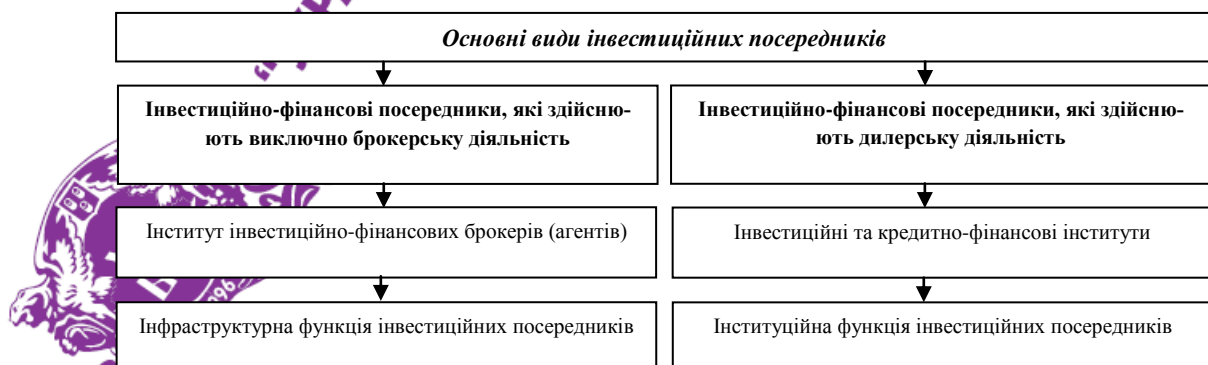 Основні види інвестиційних посередників
Інвестиційно-фінансові посередники, які здійсню-
ють виключно брокерську діяльність
Інвестиційно-фінансові посередники, які здійсню-
ють дилерську діяльність
Інститут інвестиційно-фінансових брокерів (агентів)
Інвестиційні та кредитно-фінансові інститути
Інфраструктурна функція інвестиційних посередників
Інституційна функція інвестиційних посередників